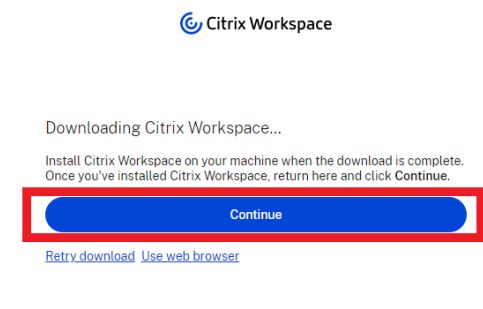 Citrix Workspace
Downloading Citrix Workspace...
Install Citrix Workspace on your machine when the download is complete.
Once you've installed Citrix Workspace, return here and click Continue.
Continue
Retry download Use web browser